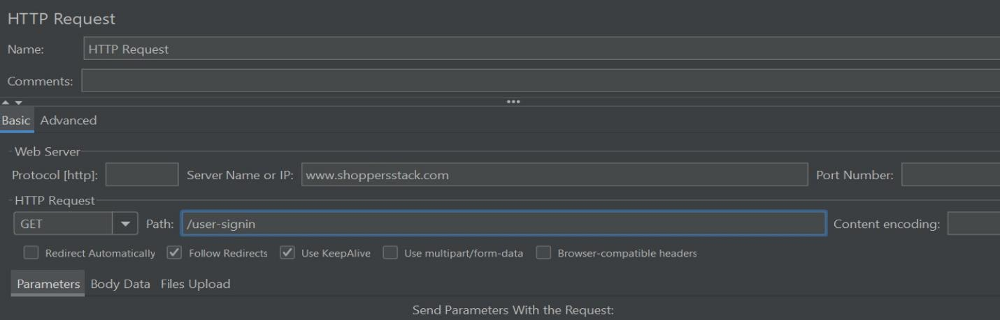 HTTP Request
Name: HTTP Request
Comments:
Basic Advanced
Web Server
Protocol [http]: Server Name or IP: www.shoppersstack.com Port Number:
HTTP Request
GET Path: /user-signin Content encoding:
Redirect Automatically Follow Redirects Use KeepAlive Use multipart/form-data Browser-compatible headers
Parameters Body Data Files Upload
Send Parameters With the Request: